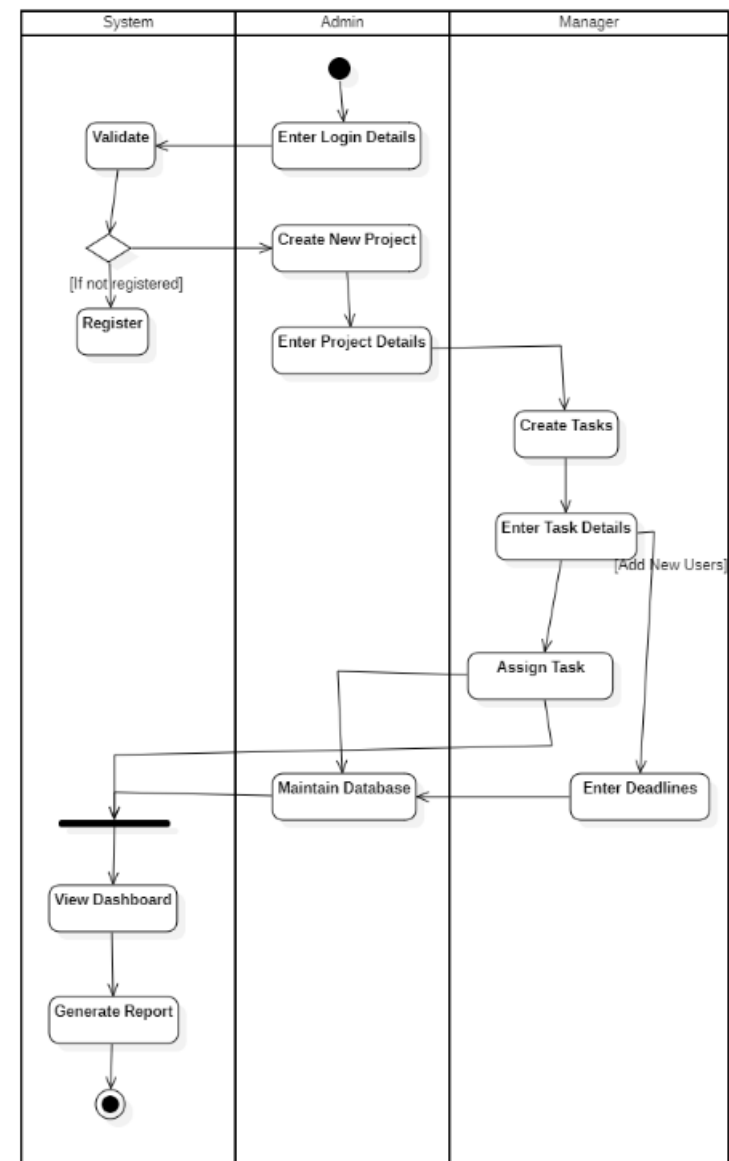 System
Admin
Manager
Validate
Enter Login Details
Create New Project
[If not registered]
Register
Enter Project Details
Create Tasks
Enter Task Details
[Add New Users]
Assign Task
Maintain Database
Enter Deadlines
View Dashboard
Generate Report